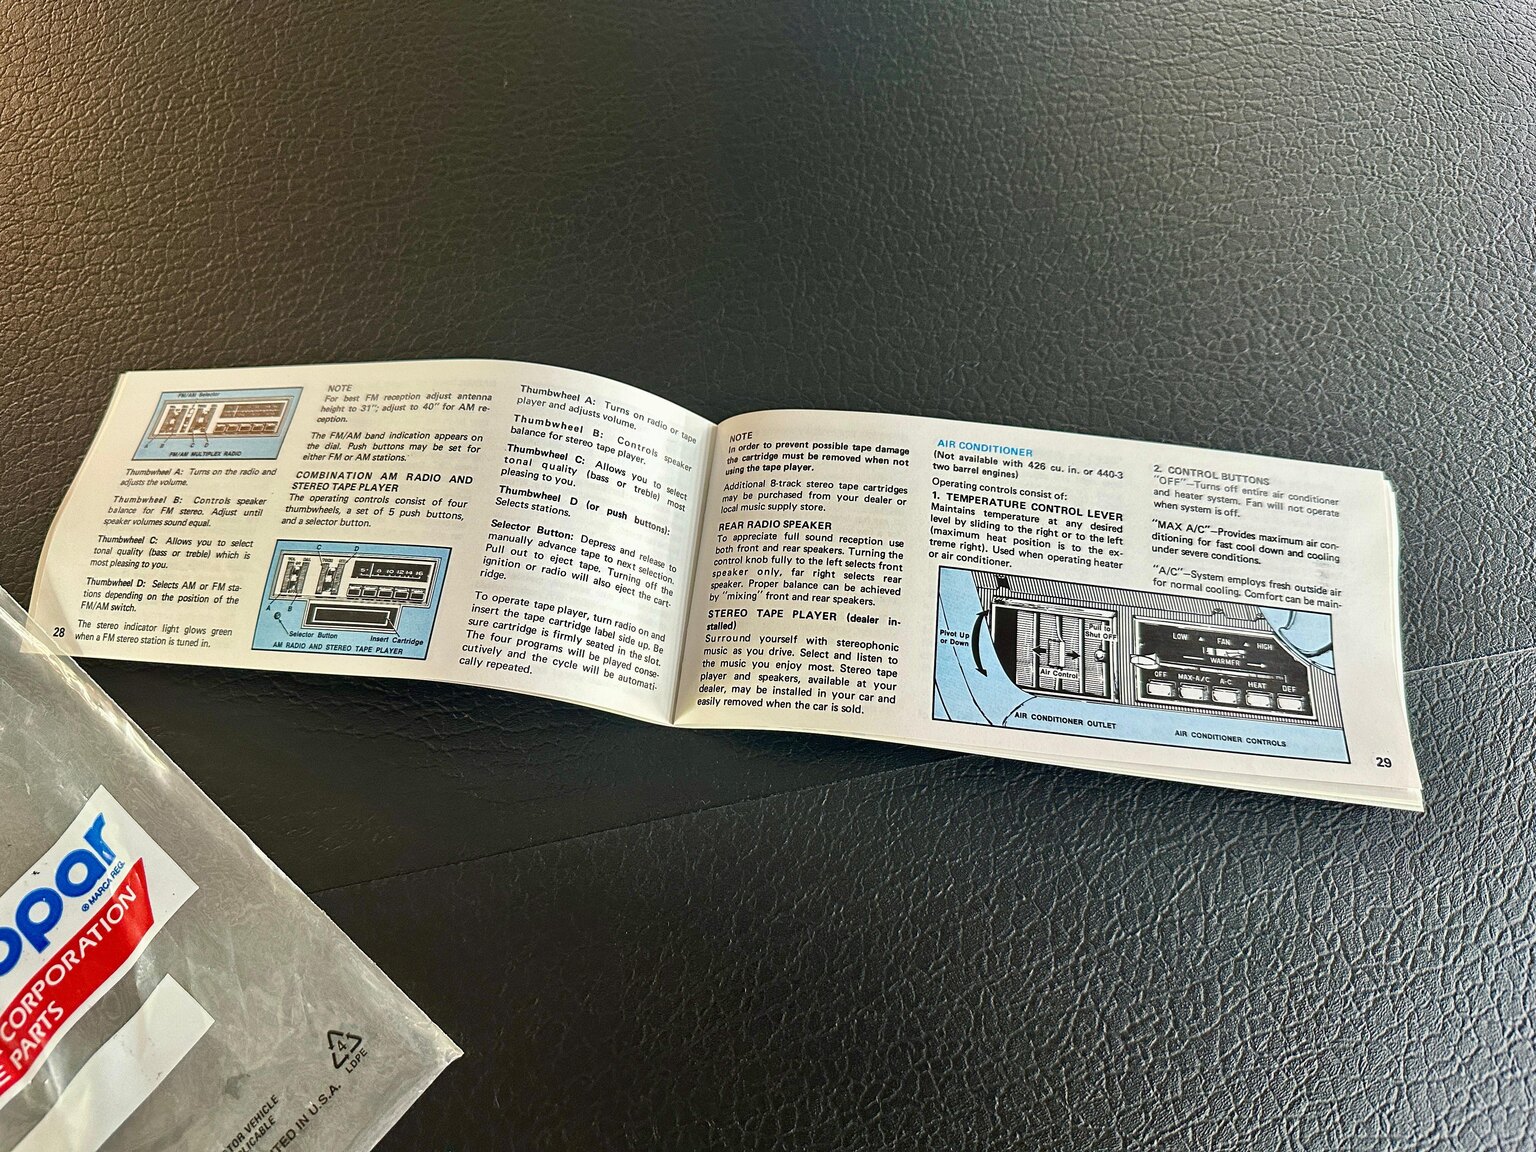 FM/AM Selector
A B C D
FM/AM MULTIPLEX RADIO
Thumbwheel A: Turns on the radio and
adjusts the volume.
Thumbwheel B: Controls speaker
balance for FM stereo. Adjust until
speaker volumes sound equal.
Thumbwheel C: Allows you to select
tonal quality (bass or treble) which is
most pleasing to you.
Thumbwheel D: Selects AM or FM sta-
tions depending on the position of the
FM/AM switch.
The stereo indicator light glows green
when a FM stereo station is tuned in.
28
NOTE
For best FM reception adjust antenna
height to 31"; adjust to 40" for AM re-
ception.
The FM/AM band indication appears on
the dial. Push buttons may be set for
either FM or AM stations.
COMBINATION AM RADIO AND
STEREO TAPE PLAYER
The operating controls consist of four
thumbwheels, a set of 5 push buttons,
and a selector button.
C D
A B
Selector Button
Insert Cartridge
AM RADIO AND STEREO TAPE PLAYER
Thumbwheel A: Turns on radio or tape
player and adjusts volume.
Thumbwheel B: Controls speaker
balance for stereo tape player.
Thumbwheel C: Allows you to select
tonal quality (bass or treble) most
pleasing to you.
Thumbwheel D (or push buttons):
Selects stations.
Selector Button: Depress and release to
manually advance tape to next selection.
Pull out to eject tape. Turning off the
ignition or radio will also eject the cart-
ridge.
To operate tape player, turn radio on and
insert the tape cartridge label side up. Be
sure cartridge is firmly seated in the slot.
The four programs will be played conse-
cutively and the cycle will be automati-
cally repeated.
NOTE
In order to prevent possible tape damage
the cartridge must be removed when not
using the tape player.
Additional 8-track stereo tape cartridges
may be purchased from your dealer or
local music supply store.
REAR RADIO SPEAKER
To appreciate full sound reception use
both front and rear speakers. Turning the
control knob fully to the left selects front
speaker only, far right selects rear
speaker. Proper balance can be achieved
by "mixing" front and rear speakers.
STEREO TAPE PLAYER (dealer in-
stalled)
Surround yourself with stereophonic
music as you drive. Select and listen to
the music you enjoy most. Stereo tape
player and speakers, available at your
dealer, may be installed in your car and
easily removed when the car is sold.
AIR CONDITIONER
(Not available with 426 cu. in. or 440-3
two barrel engines)
Operating controls consist of:
1. TEMPERATURE CONTROL LEVER
Maintains temperature at any desired
level by sliding to the right or to the left
(maximum heat position is to the ex-
treme right). Used when operating heater
or air conditioner.
2. CONTROL BUTTONS
"OFF"—Turns off entire air conditioner
and heater system. Fan will not operate
when system is off.
"MAX A/C"—Provides maximum air con-
ditioning for fast cool down and cooling
under severe conditions.
"A/C"—System employs fresh outside air
for normal cooling. Comfort can be main-
Pivot Up
or Down
Pull to
Shut OFF
Air Control
LOW FAN HIGH
WARMER
OFF MAX-A/C A-C HEAT DEF
AIR CONDITIONER OUTLET
AIR CONDITIONER CONTROLS
29
opar
® MARCA REG.
CORPORATION
E PARTS
4
LDPE
TOR VEHICLE
PLICABLE
TED IN U.S.A.